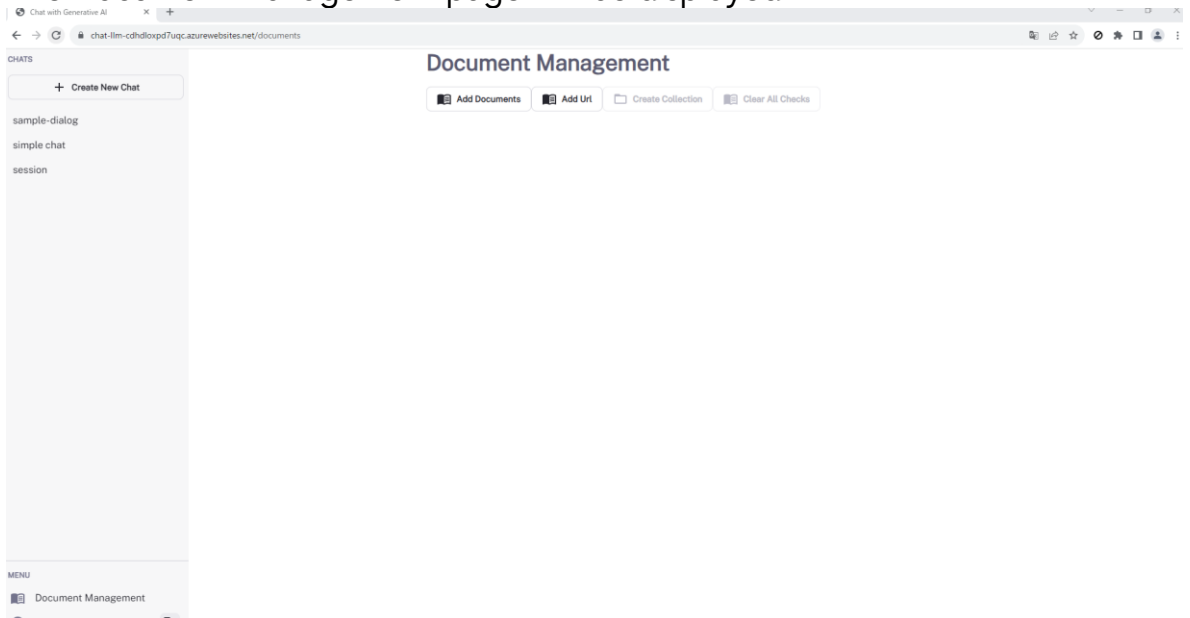 Chat with Generative AI
chat-llm-cdhdloxpd7uqc.azurewebsites.net/documents
CHATS
Create New Chat
sample-dialog
simple chat
session
Document Management
Add Documents Add Url Create Collection Clear All Checks
MENU
Document Management